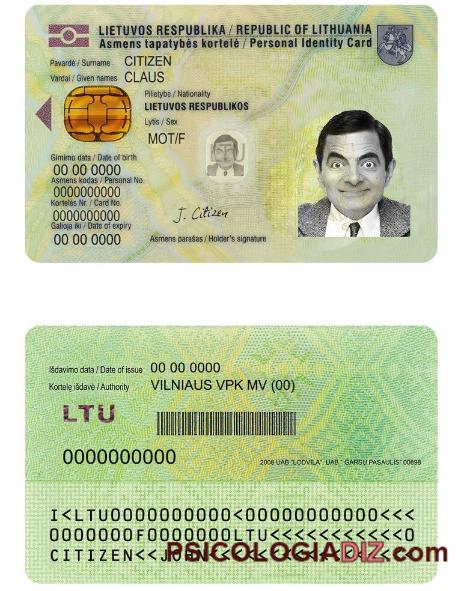 LIETUVOS RESPUBLIKA / REPUBLIC OF LITHUANIA
Asmens tapatybės kortelė / Personal Identity Card
Pavardė / Surname CITIZEN
Vardai / Given names CLAUS
Pilietybė / Nationality
LIETUVOS RESPUBLIKOS
Lytis / Sex
MOT/F
Gimimo data / Date of birth
00 00 0000
Asmens kodas / Personal No.
0000000000
Kortelės Nr. / Card No.
0000000000
Galioja iki / Date of expiry
00 00 0000
J. Citizen
Asmens parašas / Holder's signature
Išdavimo data / Date of issue 00 00 0000
Kortelę išdavė / Authority VILNIAUS VPK MV (00)
LTU
0000000000
2008 UAB "LODVILA" UAB "GARSŲ PASAULIS" 00898
I<LTU0000000000<00000000000<<<
0000000F0000000LTU<<<<<<<<<<<0
CITIZEN<<JOHN<<<<<<<<<<<<<<<<<
PSICOLOGIADIZ.com